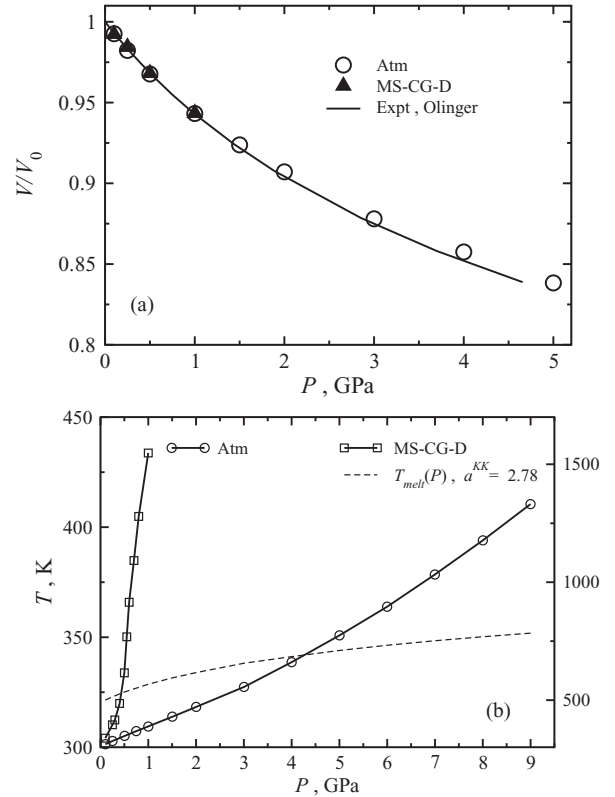 1
0.95
0.9
0.85
0.8
V/V0
Atm
MS-CG-D
Expt , Olinger
(a)
0 1 2 3 4 5
P , GPa
450
400
350
300
T , K
Atm
MS-CG-D
Tmelt(P) , aKK = 2.78
1500
1000
500
(b)
0 1 2 3 4 5 6 7 8 9
P , GPa